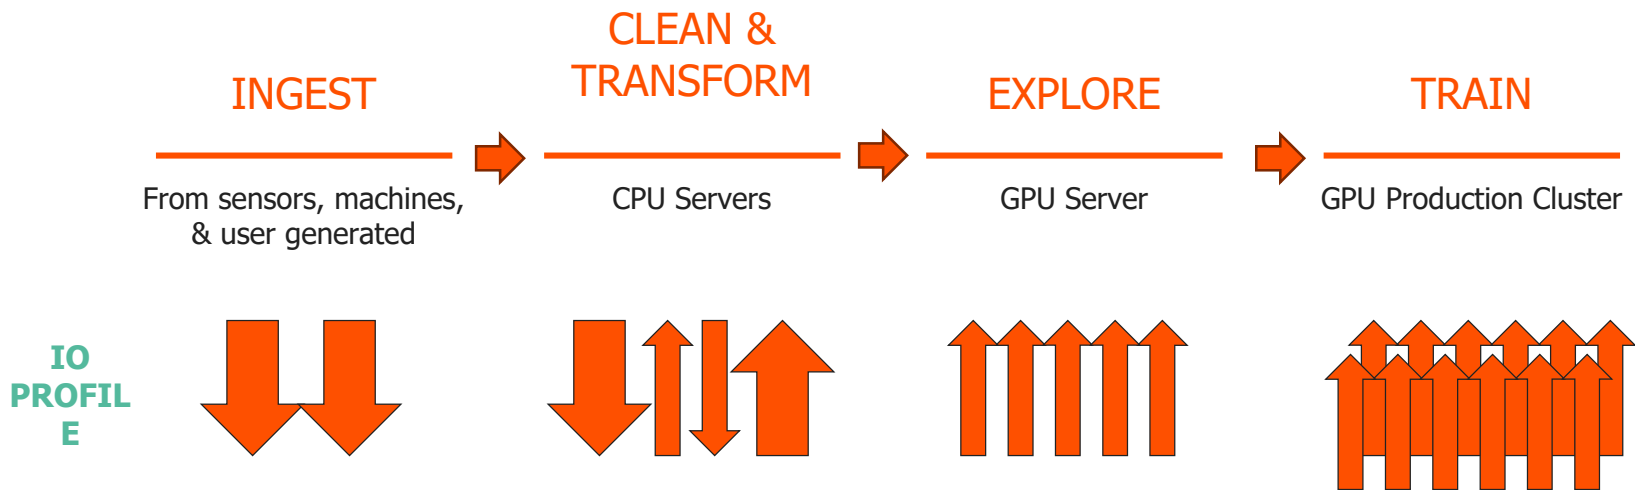 INGEST
From sensors, machines,
& user generated
CLEAN &
TRANSFORM
CPU Servers
EXPLORE
GPU Server
TRAIN
GPU Production Cluster
IO
PROFIL
E